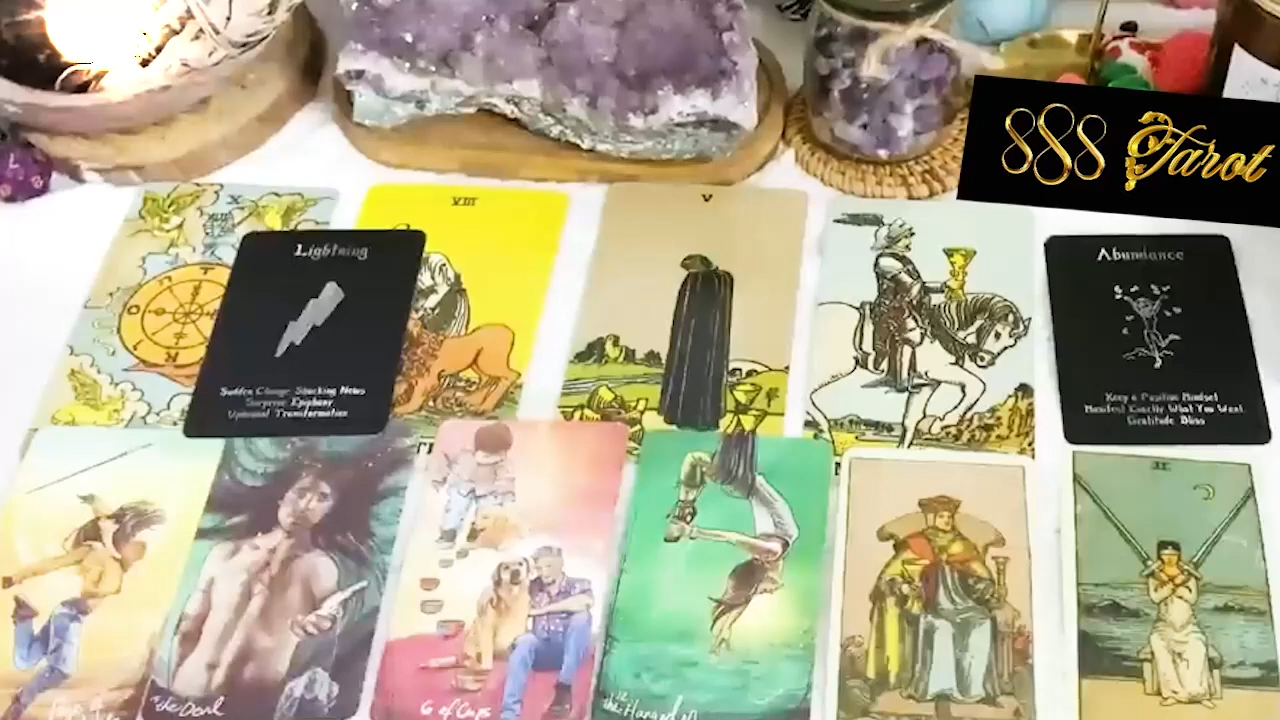 888 Tarot
X
VIII
V
Lightning
Sudden Change Shocking News
Surprise Epiphany
Upheaval Transformation
Abundance
Keep a Positive Mindset
Manifest Exactly What You Want
Gratitude Bliss
II
The Devil
6 of Cups
the Hanged